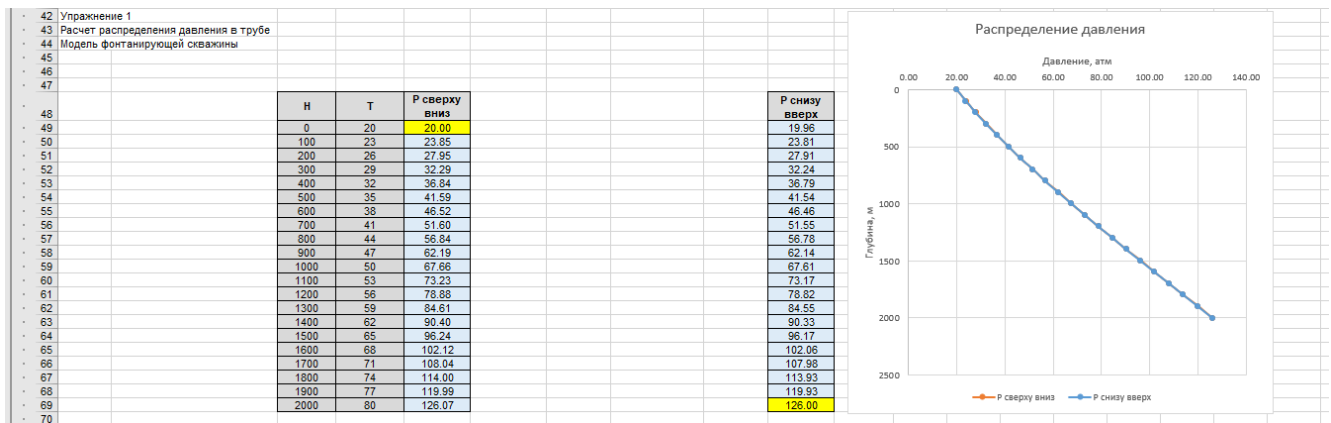 42 Упражнение 1
43 Расчет распределения давления в трубе
44 Модель фонтанирующей скважины
45
46
47
48 H T P сверху вниз P снизу вверх
49 0 20 20.00 19.96
50 100 23 23.85 23.81
51 200 26 27.95 27.91
52 300 29 32.29 32.24
53 400 32 36.84 36.79
54 500 35 41.59 41.54
55 600 38 46.52 46.46
56 700 41 51.60 51.55
57 800 44 56.84 56.78
58 900 47 62.19 62.14
59 1000 50 67.66 67.61
60 1100 53 73.23 73.17
61 1200 56 78.88 78.82
62 1300 59 84.61 84.55
63 1400 62 90.40 90.33
64 1500 65 96.24 96.17
65 1600 68 102.12 102.06
66 1700 71 108.04 107.98
67 1800 74 114.00 113.93
68 1900 77 119.99 119.93
69 2000 80 126.07 126.00
70
Распределение давления
Давление, атм
0.00 20.00 40.00 60.00 80.00 100.00 120.00 140.00
0
500
1000
1500
2000
2500
Глубина, м
P сверху вниз P снизу вверх